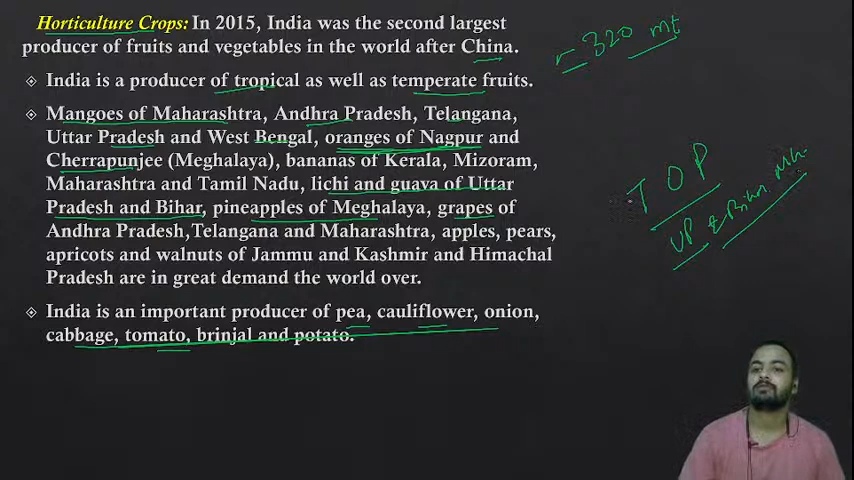 Horticulture Crops: In 2015, India was the second largest
producer of fruits and vegetables in the world after China.
India is a producer of tropical as well as temperate fruits.
Mangoes of Maharashtra, Andhra Pradesh, Telangana,
Uttar Pradesh and West Bengal, oranges of Nagpur and
Cherrapunjee (Meghalaya), bananas of Kerala, Mizoram,
Maharashtra and Tamil Nadu, lichi and guava of Uttar
Pradesh and Bihar, pineapples of Meghalaya, grapes of
Andhra Pradesh,Telangana and Maharashtra, apples, pears,
apricots and walnuts of Jammu and Kashmir and Himachal
Pradesh are in great demand the world over.
India is an important producer of pea, cauliflower, onion,
cabbage, tomato, brinjal and potato.
320 mt
TOP
UP & Bihar Mh.